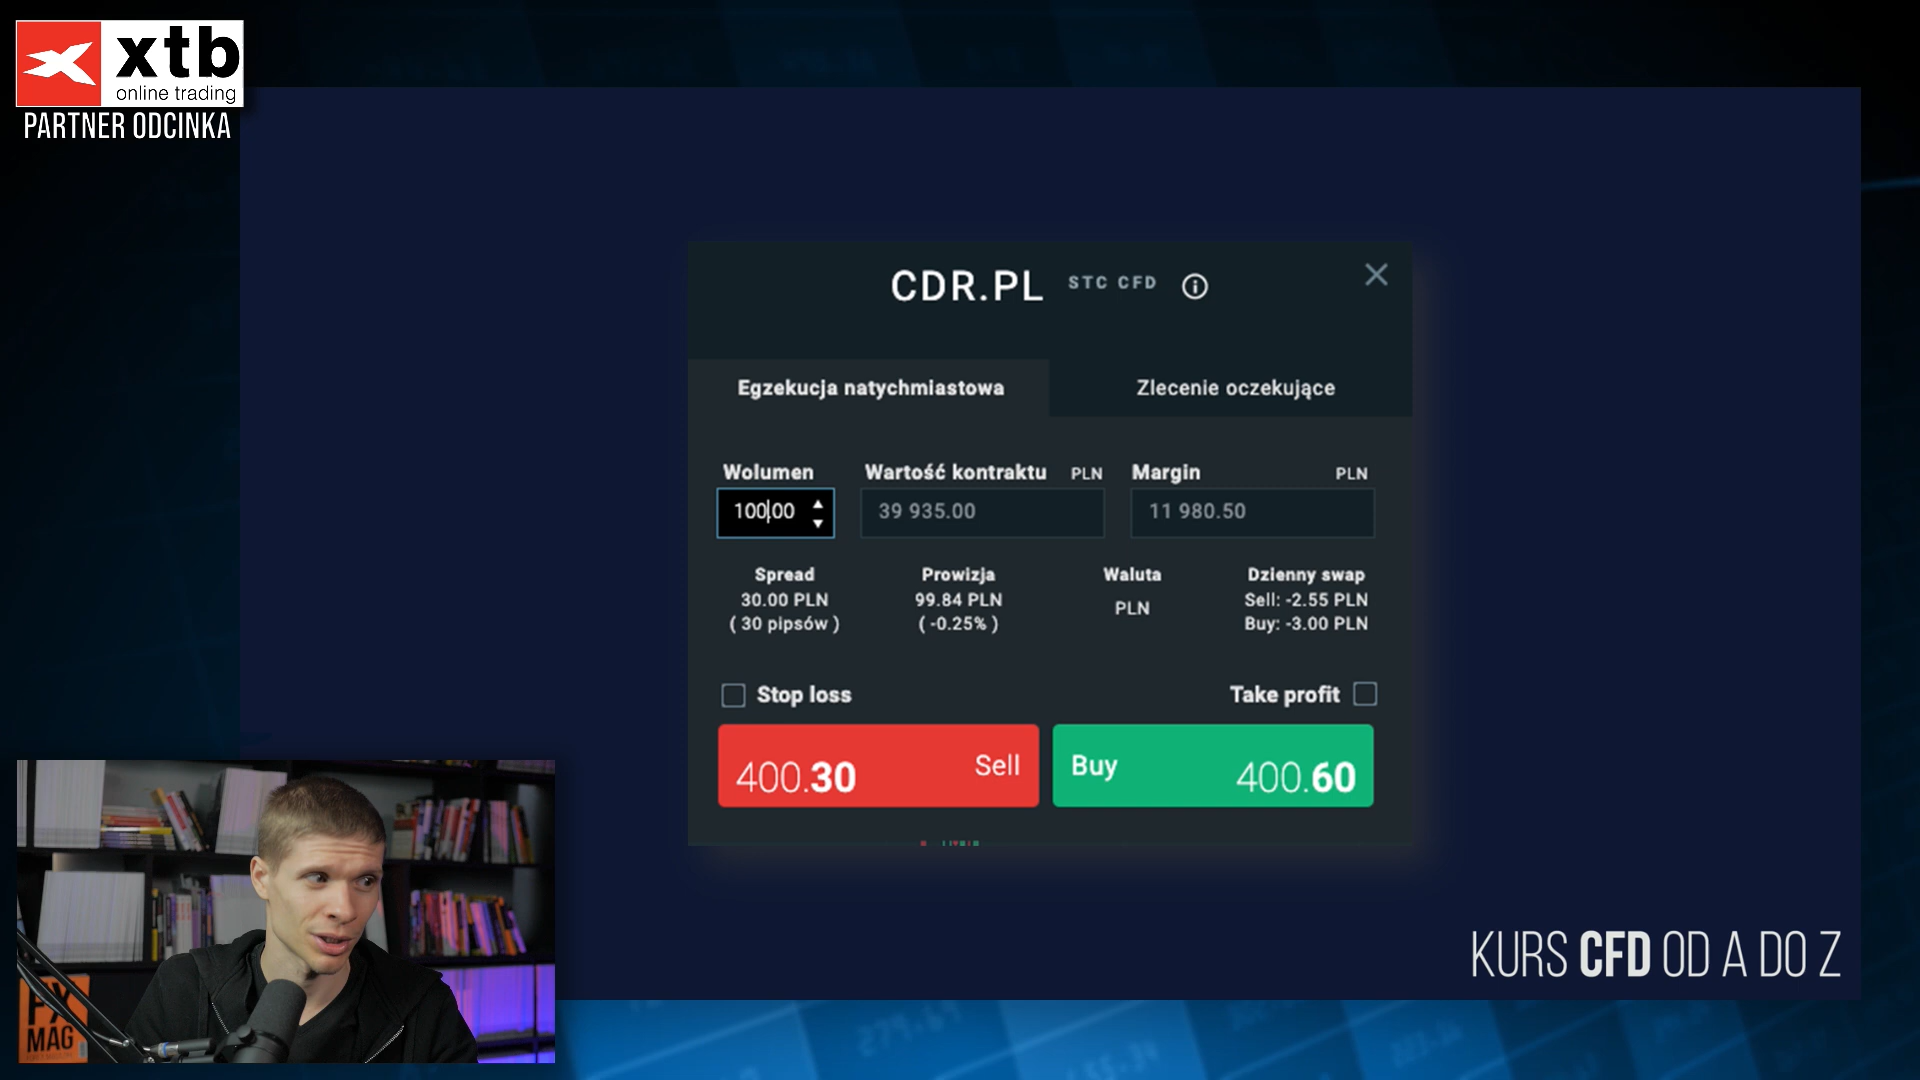 xtb
online trading
PARTNER ODCINKA
CDR.PL STC CFD
Egzekucja natychmiastowa
Zlecenie oczekujące
Wolumen
Wartość kontraktu PLN
Margin PLN
100.00
39 935.00
11 980.50
Spread
30.00 PLN
( 30 pipsów )
Prowizja
99.84 PLN
( -0.25% )
Waluta
PLN
Dzienny swap
Sell: -2.55 PLN
Buy: -3.00 PLN
Stop loss
Take profit
400.30 Sell
Buy 400.60
FX
MAG
KURS CFD OD A DO Z